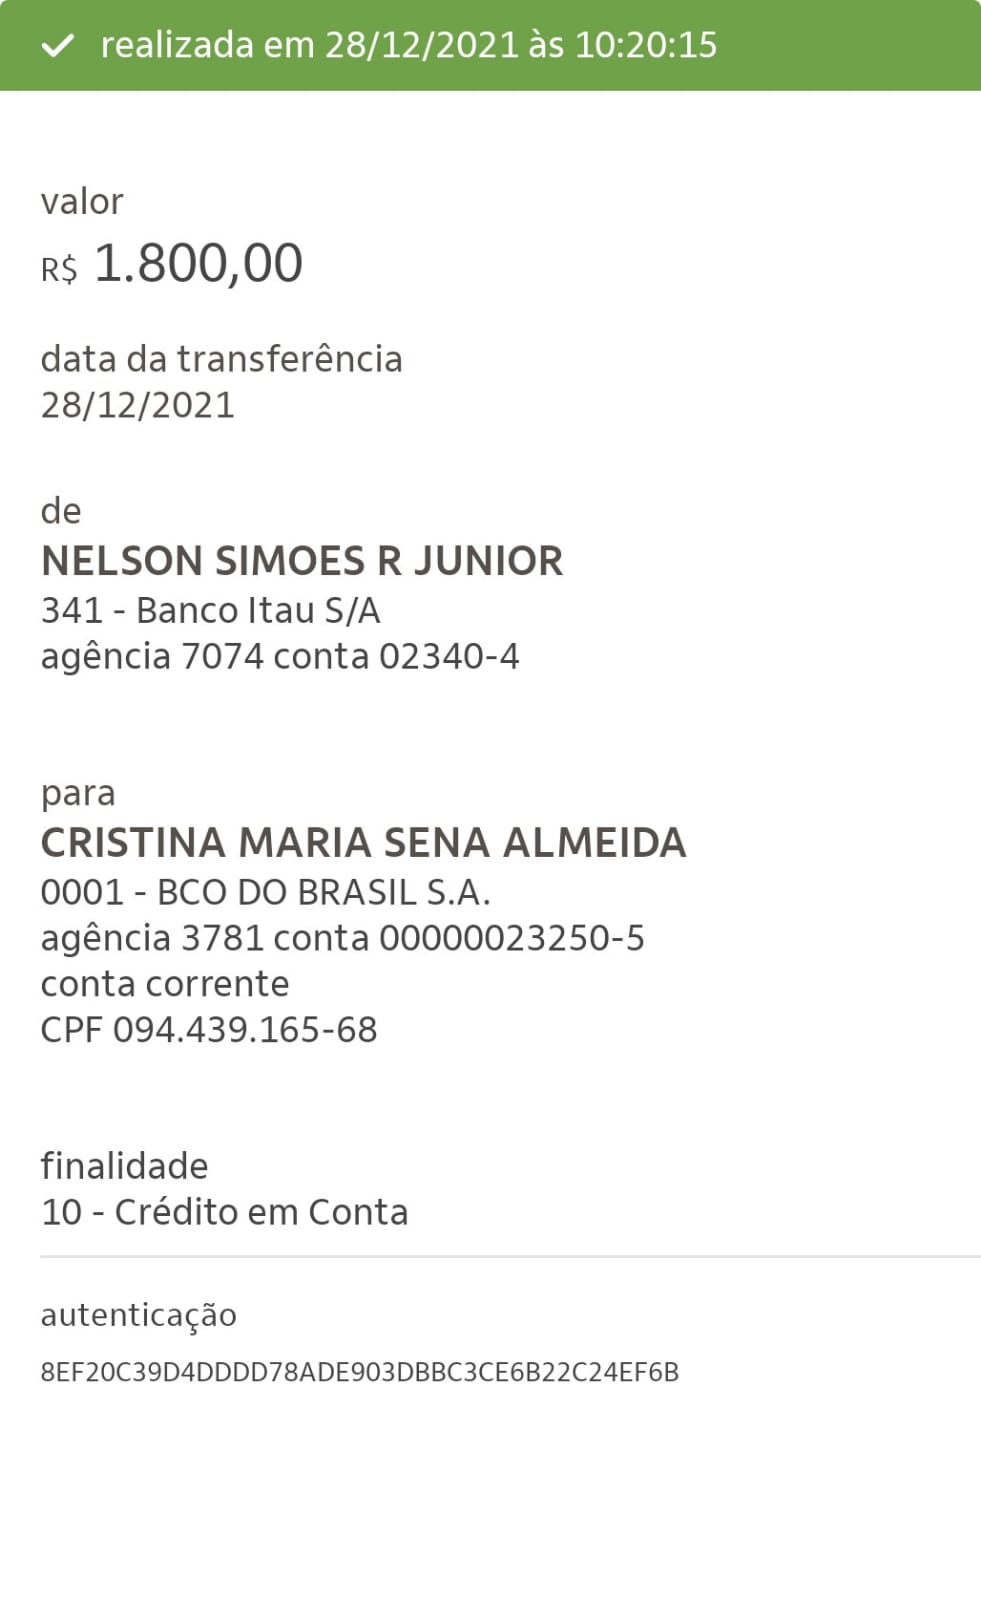 realizada em 28/12/2021 às 10:20:15
valor
R$ 1.800,00
data da transferência
28/12/2021
de
NELSON SIMOES R JUNIOR
341 - Banco Itau S/A
agência 7074 conta 02340-4
para
CRISTINA MARIA SENA ALMEIDA
0001 - BCO DO BRASIL S.A.
agência 3781 conta 00000023250-5
conta corrente
CPF 094.439.165-68
finalidade
10 - Crédito em Conta
autenticação
8EF20C39D4DDDD78ADE903DBBC3CE6B22C24EF6B